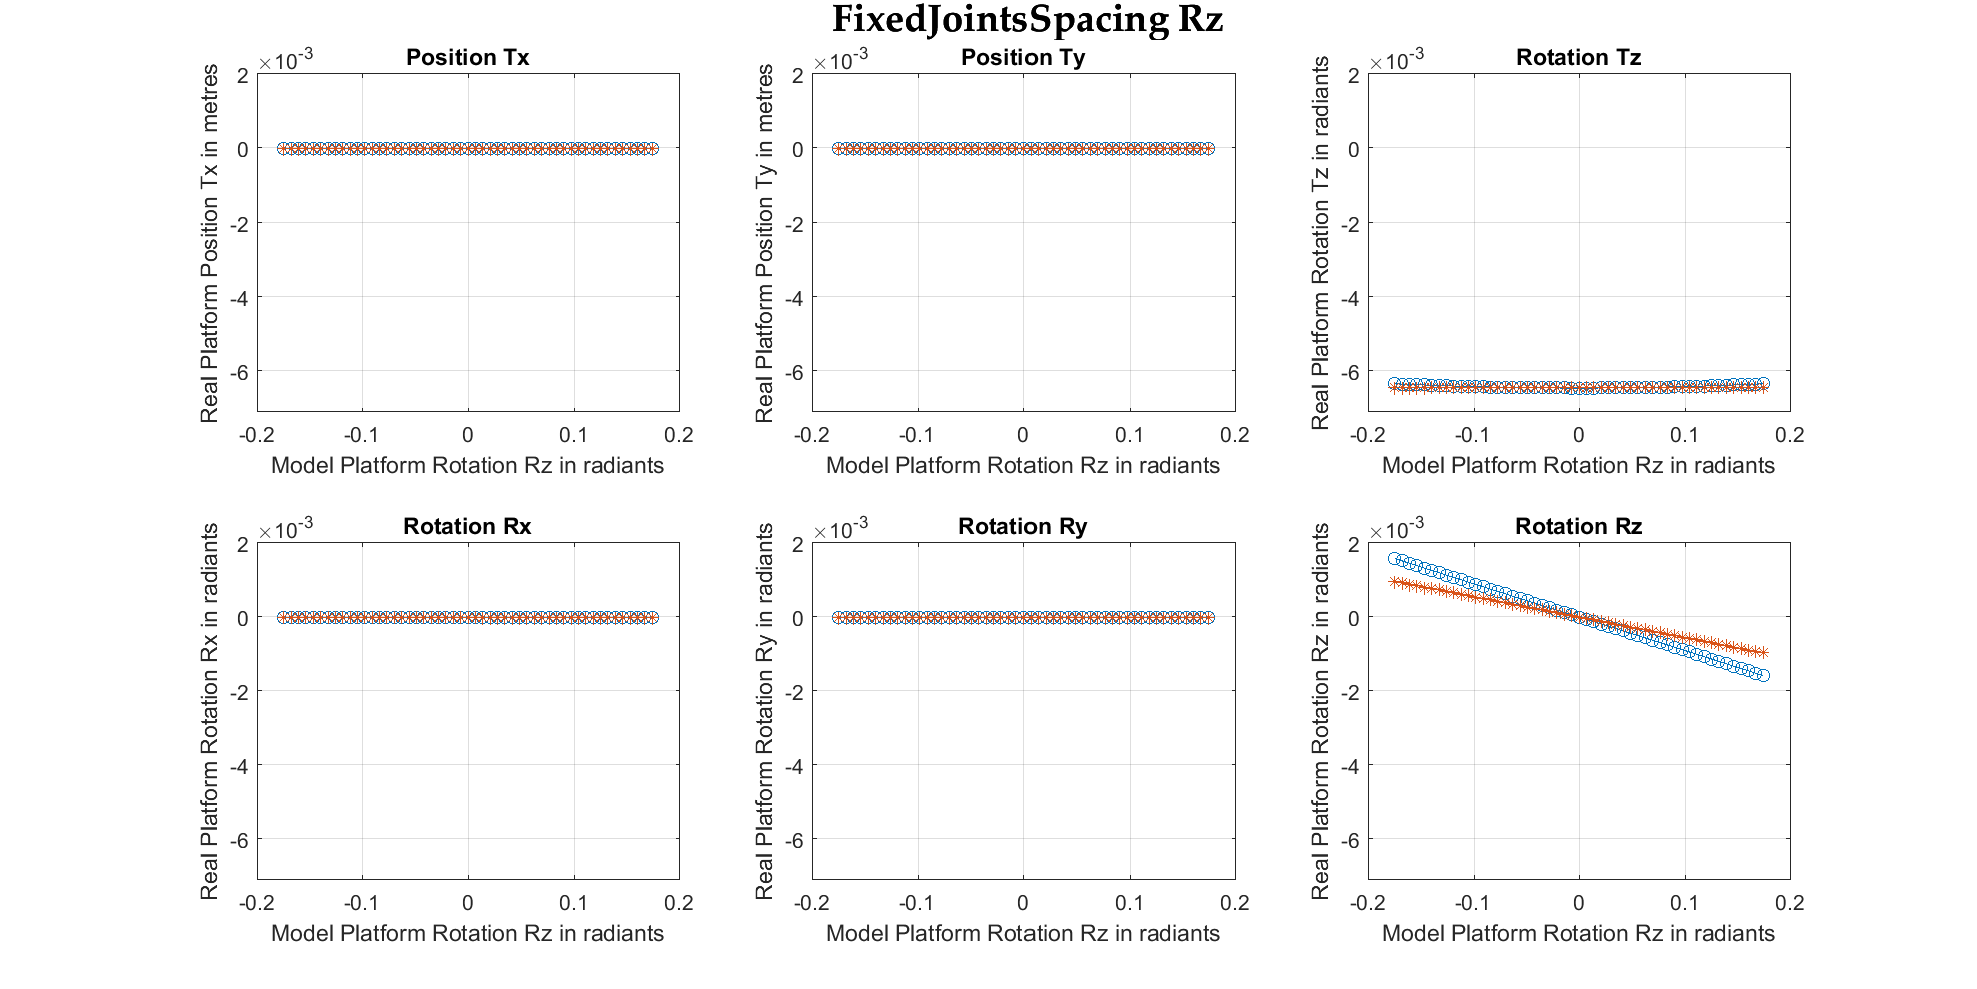 FixedJointsSpacing Rz
Position Tx
×10-3
Real Platform Position Tx in metres
2
0
-2
-4
-6
-0.2 -0.1 0 0.1 0.2
Model Platform Rotation Rz in radiants
Position Ty
×10-3
Real Platform Position Ty in metres
2
0
-2
-4
-6
-0.2 -0.1 0 0.1 0.2
Model Platform Rotation Rz in radiants
Rotation Tz
×10-3
Real Platform Rotation Tz in radiants
2
0
-2
-4
-6
-0.2 -0.1 0 0.1 0.2
Model Platform Rotation Rz in radiants
Rotation Rx
×10-3
Real Platform Rotation Rx in radiants
2
0
-2
-4
-6
-0.2 -0.1 0 0.1 0.2
Model Platform Rotation Rz in radiants
Rotation Ry
×10-3
Real Platform Rotation Ry in radiants
2
0
-2
-4
-6
-0.2 -0.1 0 0.1 0.2
Model Platform Rotation Rz in radiants
Rotation Rz
×10-3
Real Platform Rotation Rz in radiants
2
0
-2
-4
-6
-0.2 -0.1 0 0.1 0.2
Model Platform Rotation Rz in radiants